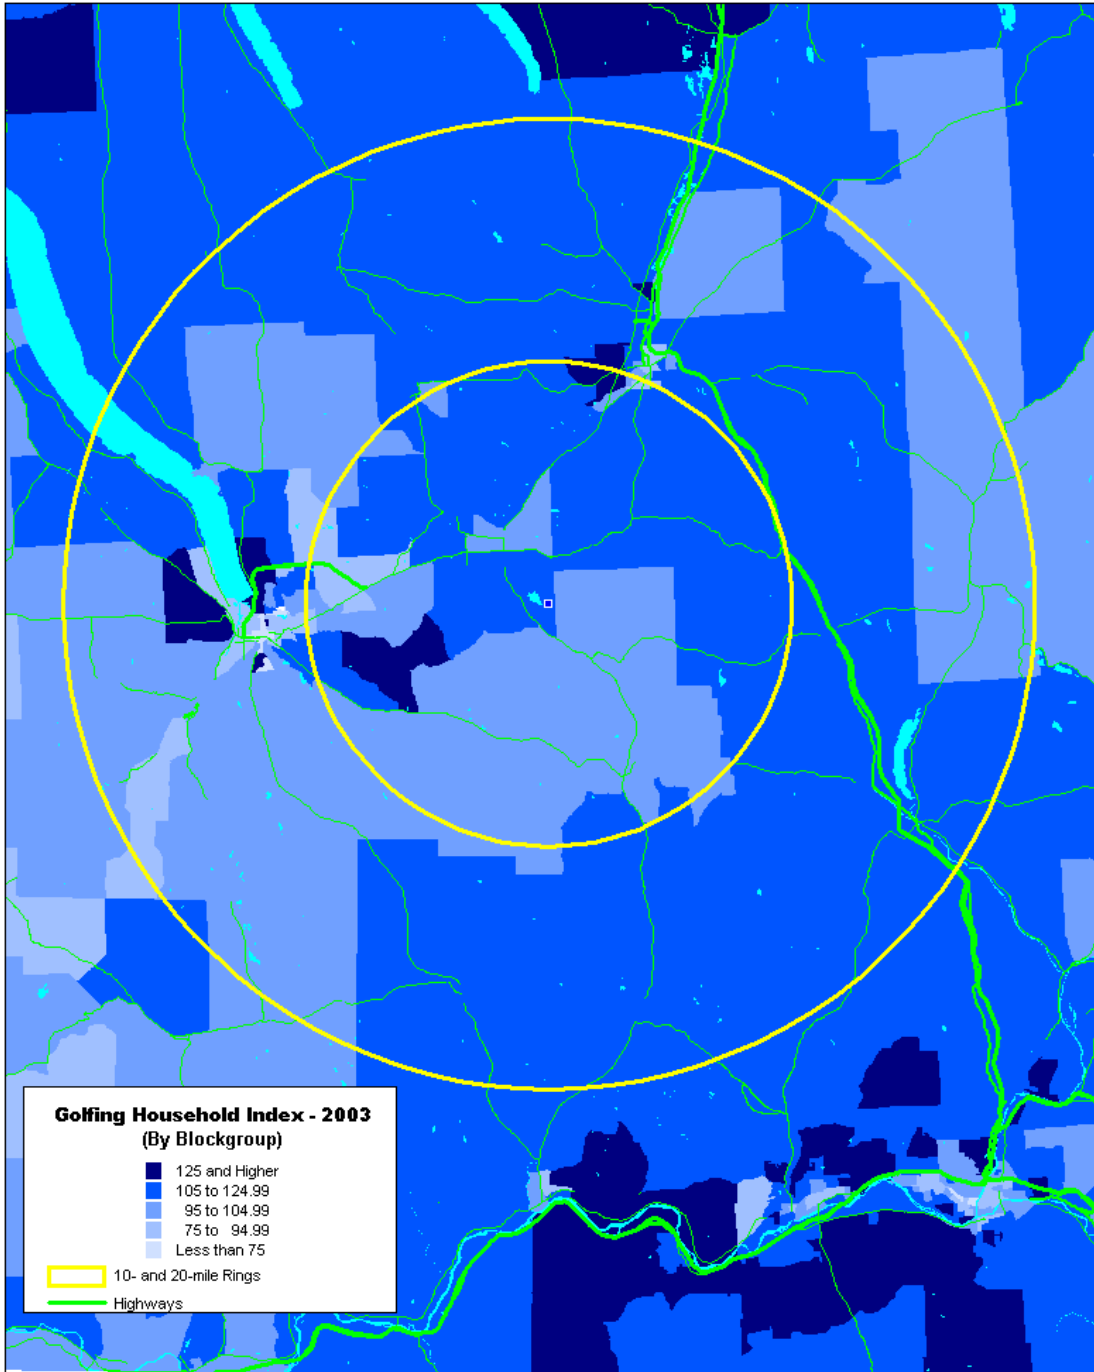 Golfing Household Index - 2003
(By Blockgroup)
125 and Higher
105 to 124.99
95 to 104.99
75 to 94.99
Less than 75
10- and 20-mile Rings
Highways